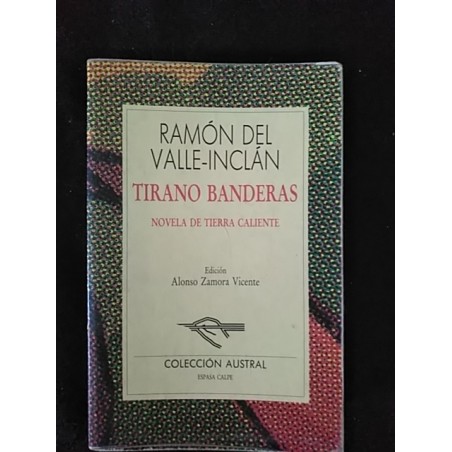 RAMÓN DEL
VALLE-INCLÁN
TIRANO BANDERAS
NOVELA DE TIERRA CALIENTE
Edición
Alonso Zamora Vicente
COLECCIÓN AUSTRAL
ESPASA CALPE